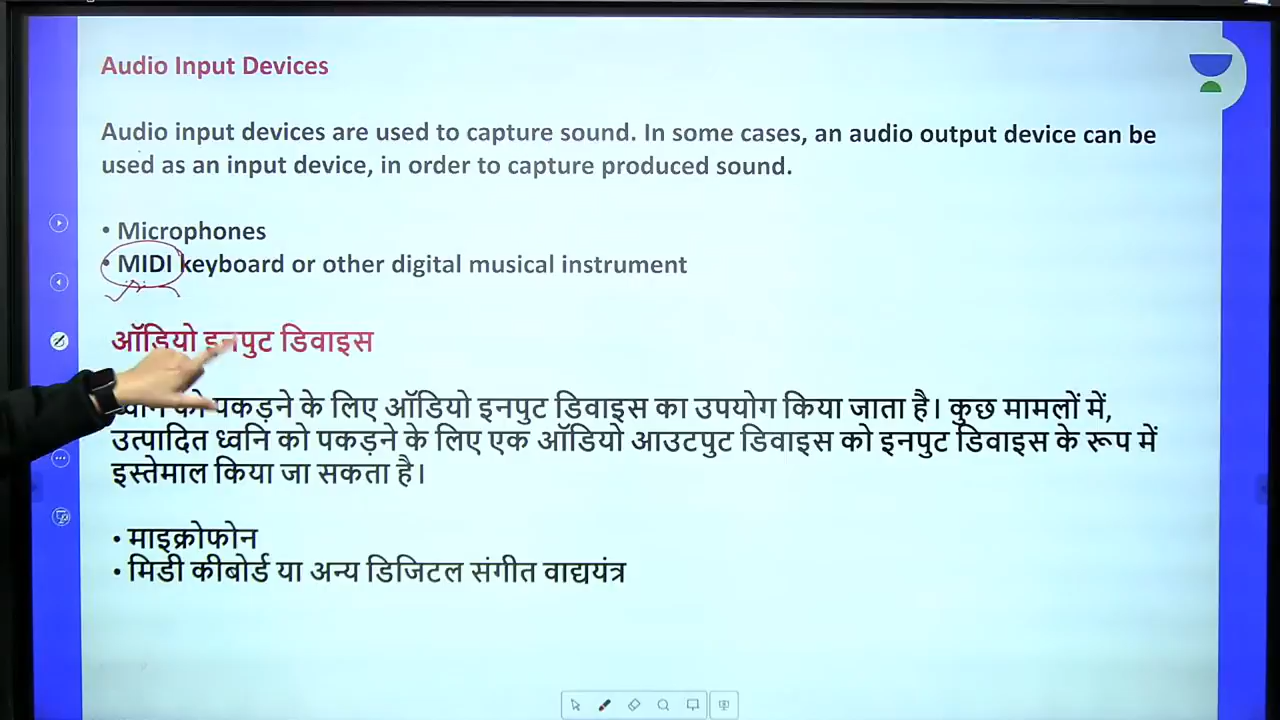 Audio Input Devices
Audio input devices are used to capture sound. In some cases, an audio output device can be
used as an input device, in order to capture produced sound.
• Microphones
• MIDI keyboard or other digital musical instrument
ऑडियो इनपुट डिवाइस
ध्वनि को पकड़ने के लिए ऑडियो इनपुट डिवाइस का उपयोग किया जाता है। कुछ मामलों में,
उत्पादित ध्वनि को पकड़ने के लिए एक ऑडियो आउटपुट डिवाइस को इनपुट डिवाइस के रूप में
इस्तेमाल किया जा सकता है।
• माइक्रोफोन
• मिडी कीबोर्ड या अन्य डिजिटल संगीत वाद्ययंत्र